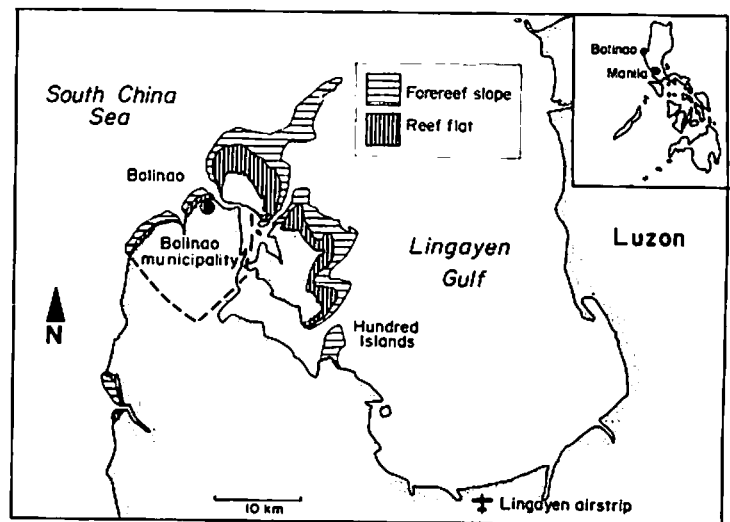 South China
Sea
Forereef slope
Reef flat
Bolinao
Manila
Bolinao
Bolinao
municipality
Lingayen
Gulf
Luzon
N
Hundred
Islands
10 km
Lingayen airstrip